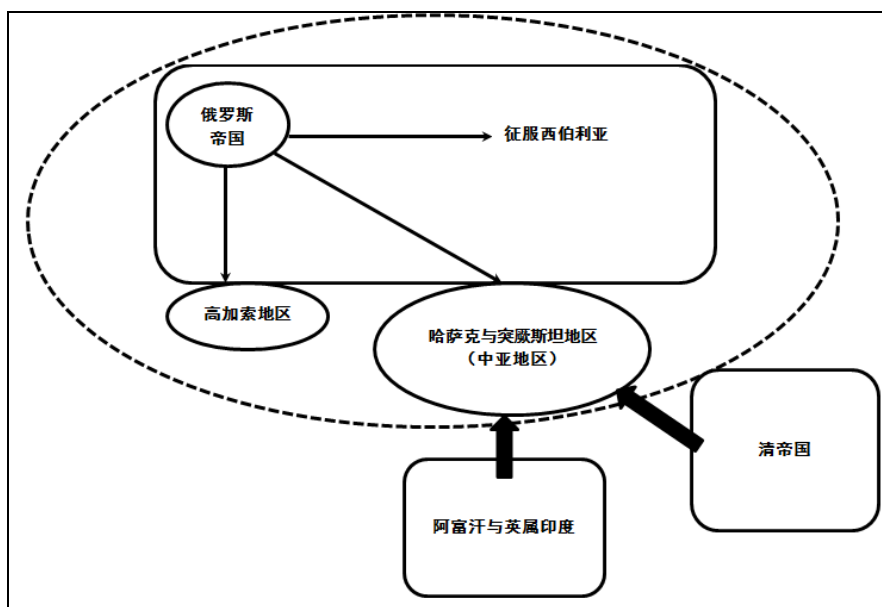 俄罗斯
帝国
征服西伯利亚
高加索地区
哈萨克与突厥斯坦地区
（中亚地区）
清帝国
阿富汗与英属印度